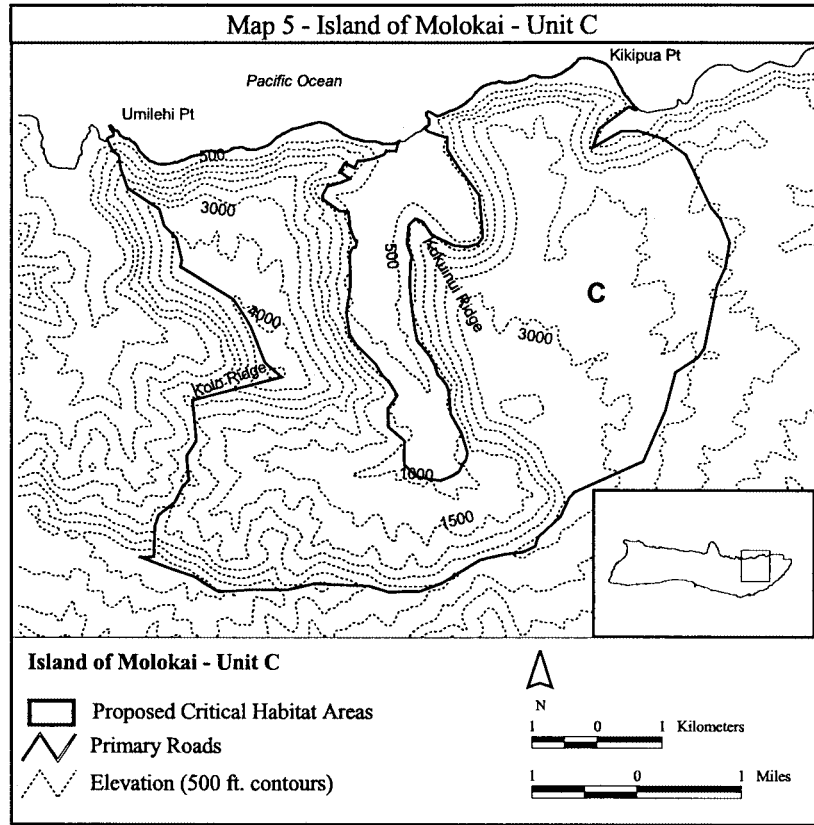 Map 5 - Island of Molokai - Unit C
Kikipua Pt
Pacific Ocean
Umilehi Pt
500
3000
500
Kukuinui Ridge
C
4000
3000
Kolo Ridge
1000
1500
Island of Molokai - Unit C
Proposed Critical Habitat Areas
Primary Roads
Elevation (500 ft. contours)
N
1 0 1 Kilometers
1 0 1 Miles